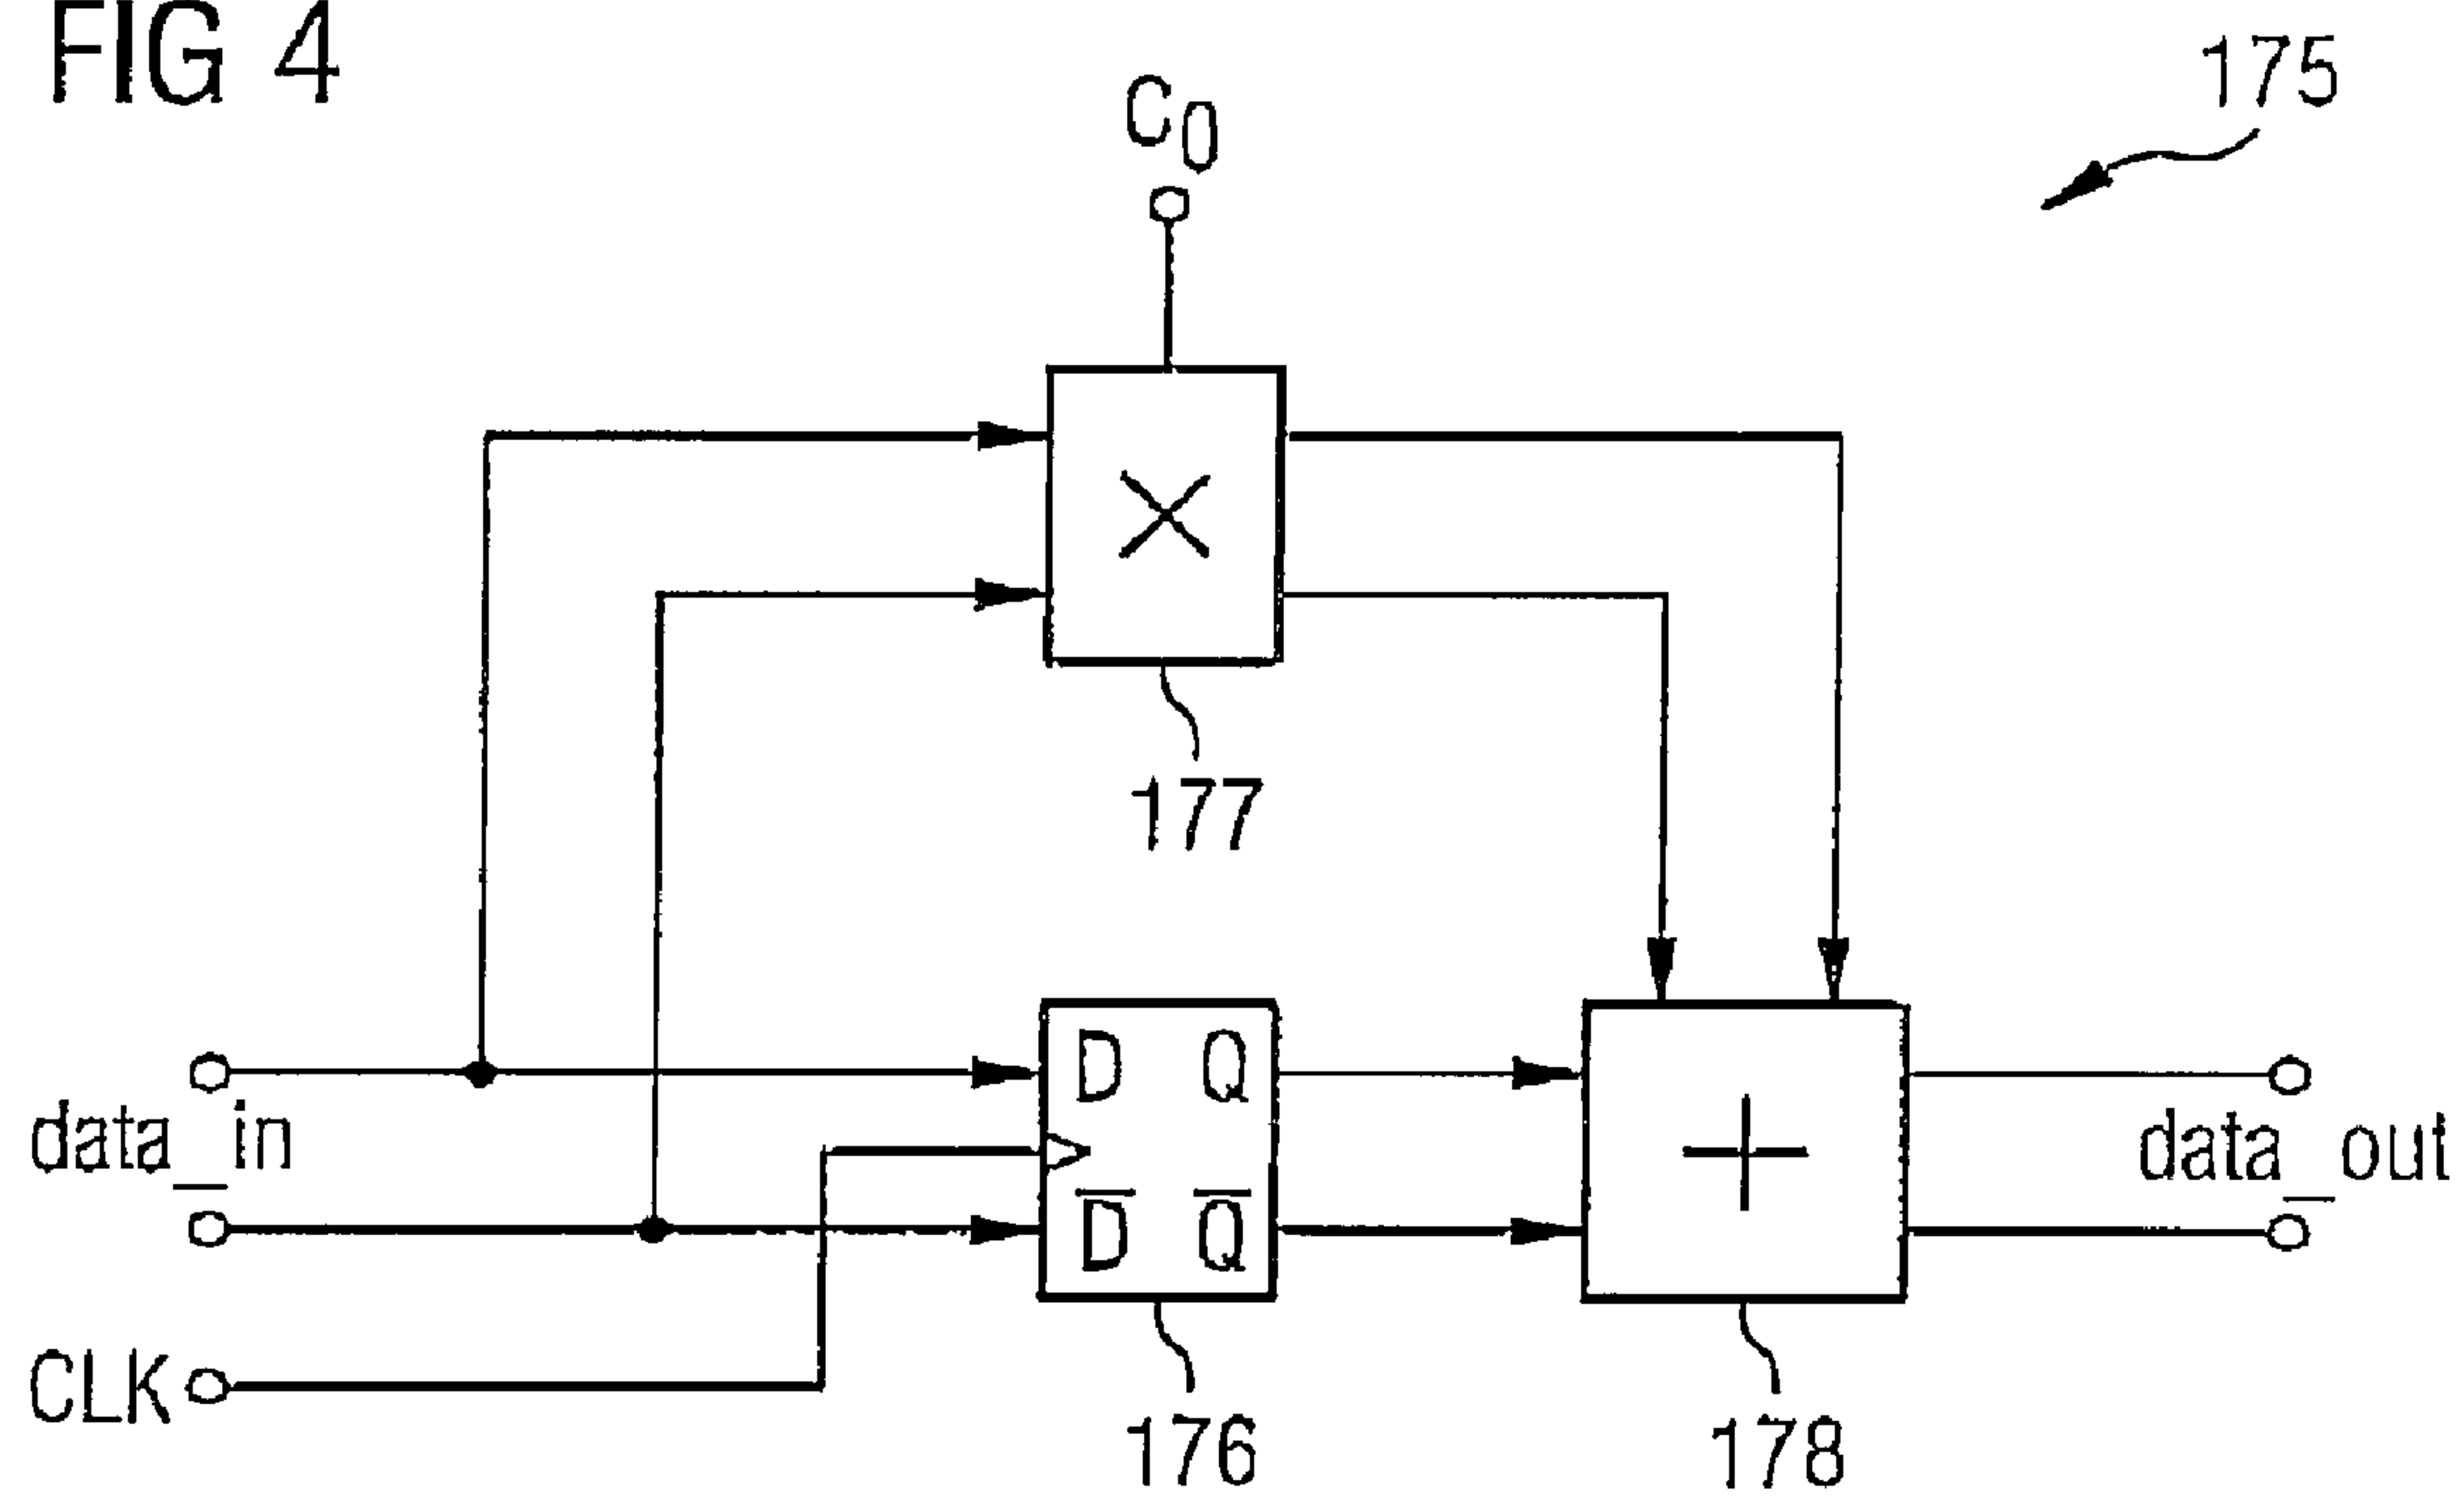 FIG 4
175
C0
X
177
data_in
D Q
D̅ Q̅
+
data_out
CLK
176
178